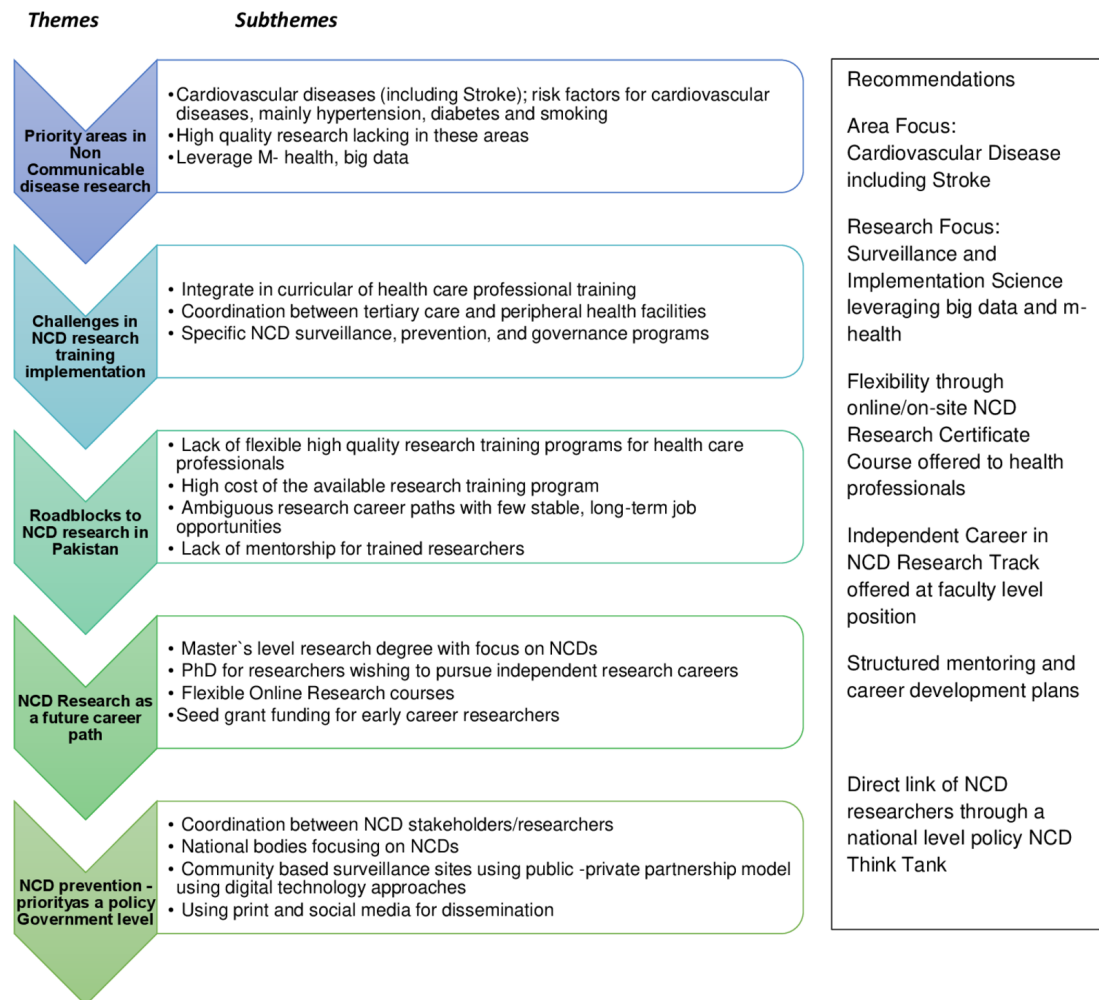 Themes
Subthemes
Priority areas in
Non
Communicable
disease research
• Cardiovascular diseases (including Stroke); risk factors for cardiovascular
diseases, mainly hypertension, diabetes and smoking
• High quality research lacking in these areas
• Leverage M- health, big data
Challenges in
NCD research
training
implementation
• Integrate in curricular of health care professional training
• Coordination between tertiary care and peripheral health facilities
• Specific NCD surveillance, prevention, and governance programs
Roadblocks to
NCD research in
Pakistan
• Lack of flexible high quality research training programs for health care
professionals
• High cost of the available research training program
• Ambiguous research career paths with few stable, long-term job
opportunities
• Lack of mentorship for trained researchers
NCD Research as
a future career
path
• Master`s level research degree with focus on NCDs
• PhD for researchers wishing to pursue independent research careers
• Flexible Online Research courses
• Seed grant funding for early career researchers
NCD prevention -
priorityas a policy
Government level
• Coordination between NCD stakeholders/researchers
• National bodies focusing on NCDs
• Community based surveillance sites using public -private partnership model
using digital technology approaches
• Using print and social media for dissemination
Recommendations
Area Focus:
Cardiovascular Disease
including Stroke
Research Focus:
Surveillance and
Implementation Science
leveraging big data and m-
health
Flexibility through
online/on-site NCD
Research Certificate
Course offered to health
professionals
Independent Career in
NCD Research Track
offered at faculty level
position
Structured mentoring and
career development plans
Direct link of NCD
researchers through a
national level policy NCD
Think Tank